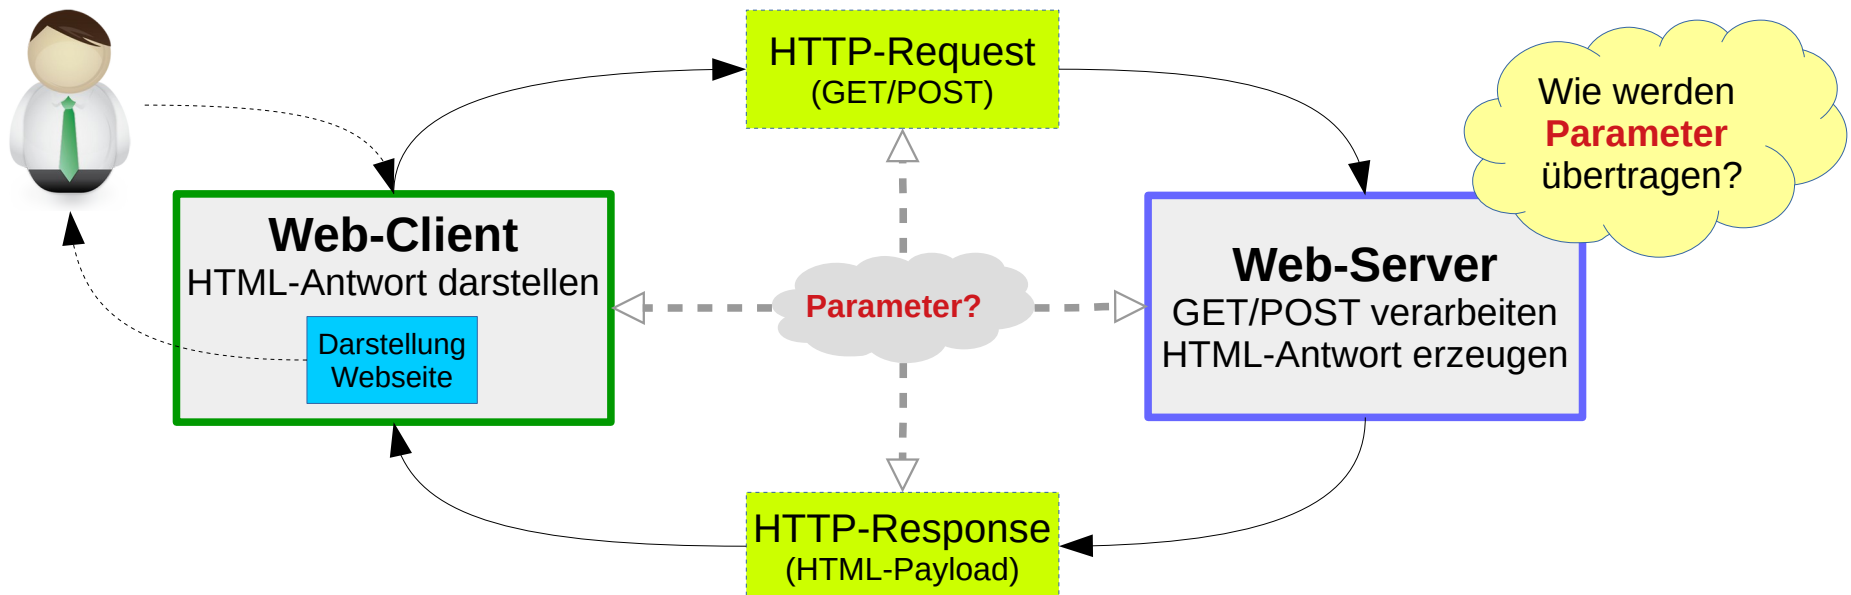 HTTP-Request
(GET/POST)
Wie werden
Parameter
übertragen?
Web-Client
HTML-Antwort darstellen
Darstellung
Webseite
Parameter?
Web-Server
GET/POST verarbeiten
HTML-Antwort erzeugen
HTTP-Response
(HTML-Payload)